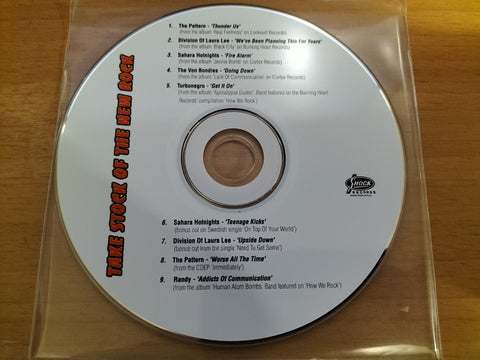 TAKE STOCK OF THE NEW ROCK
1. The Pattern - 'Thunder Us'
(from the album 'Real Feelness' on Lookout Records)
2. Division Of Laura Lee - 'We've Been Planning This For Years'
(from the album 'Black City' on Burning Heart Records)
3. Sahara Hotnights - 'Fire Alarm'
(from the album 'Jennie Bomb' on Cortex Records)
4. The Von Bondies - 'Going Down'
(from the album 'Lack Of Communication' on Cortex Records)
5. Turbonegro - 'Get It On'
(from the album 'Apocalypse Dudes'. Band featured on the Burning Heart
Records' compilation 'How We Rock')
SHOCK
RECORDS
6. Sahara Hotnights - 'Teenage Kicks'
(bonus cut on Swedish single 'On Top Of Your World')
7. Division Of Laura Lee - 'Upside Down'
(bonus cut from the single 'Need To Get Some')
8. The Pattern - 'Worse All The Time'
(from the CDEP 'Immediately')
9. Randy - 'Addicts Of Communication'
(from the album 'Human Atom Bombs. Band featured on 'How We Rock')